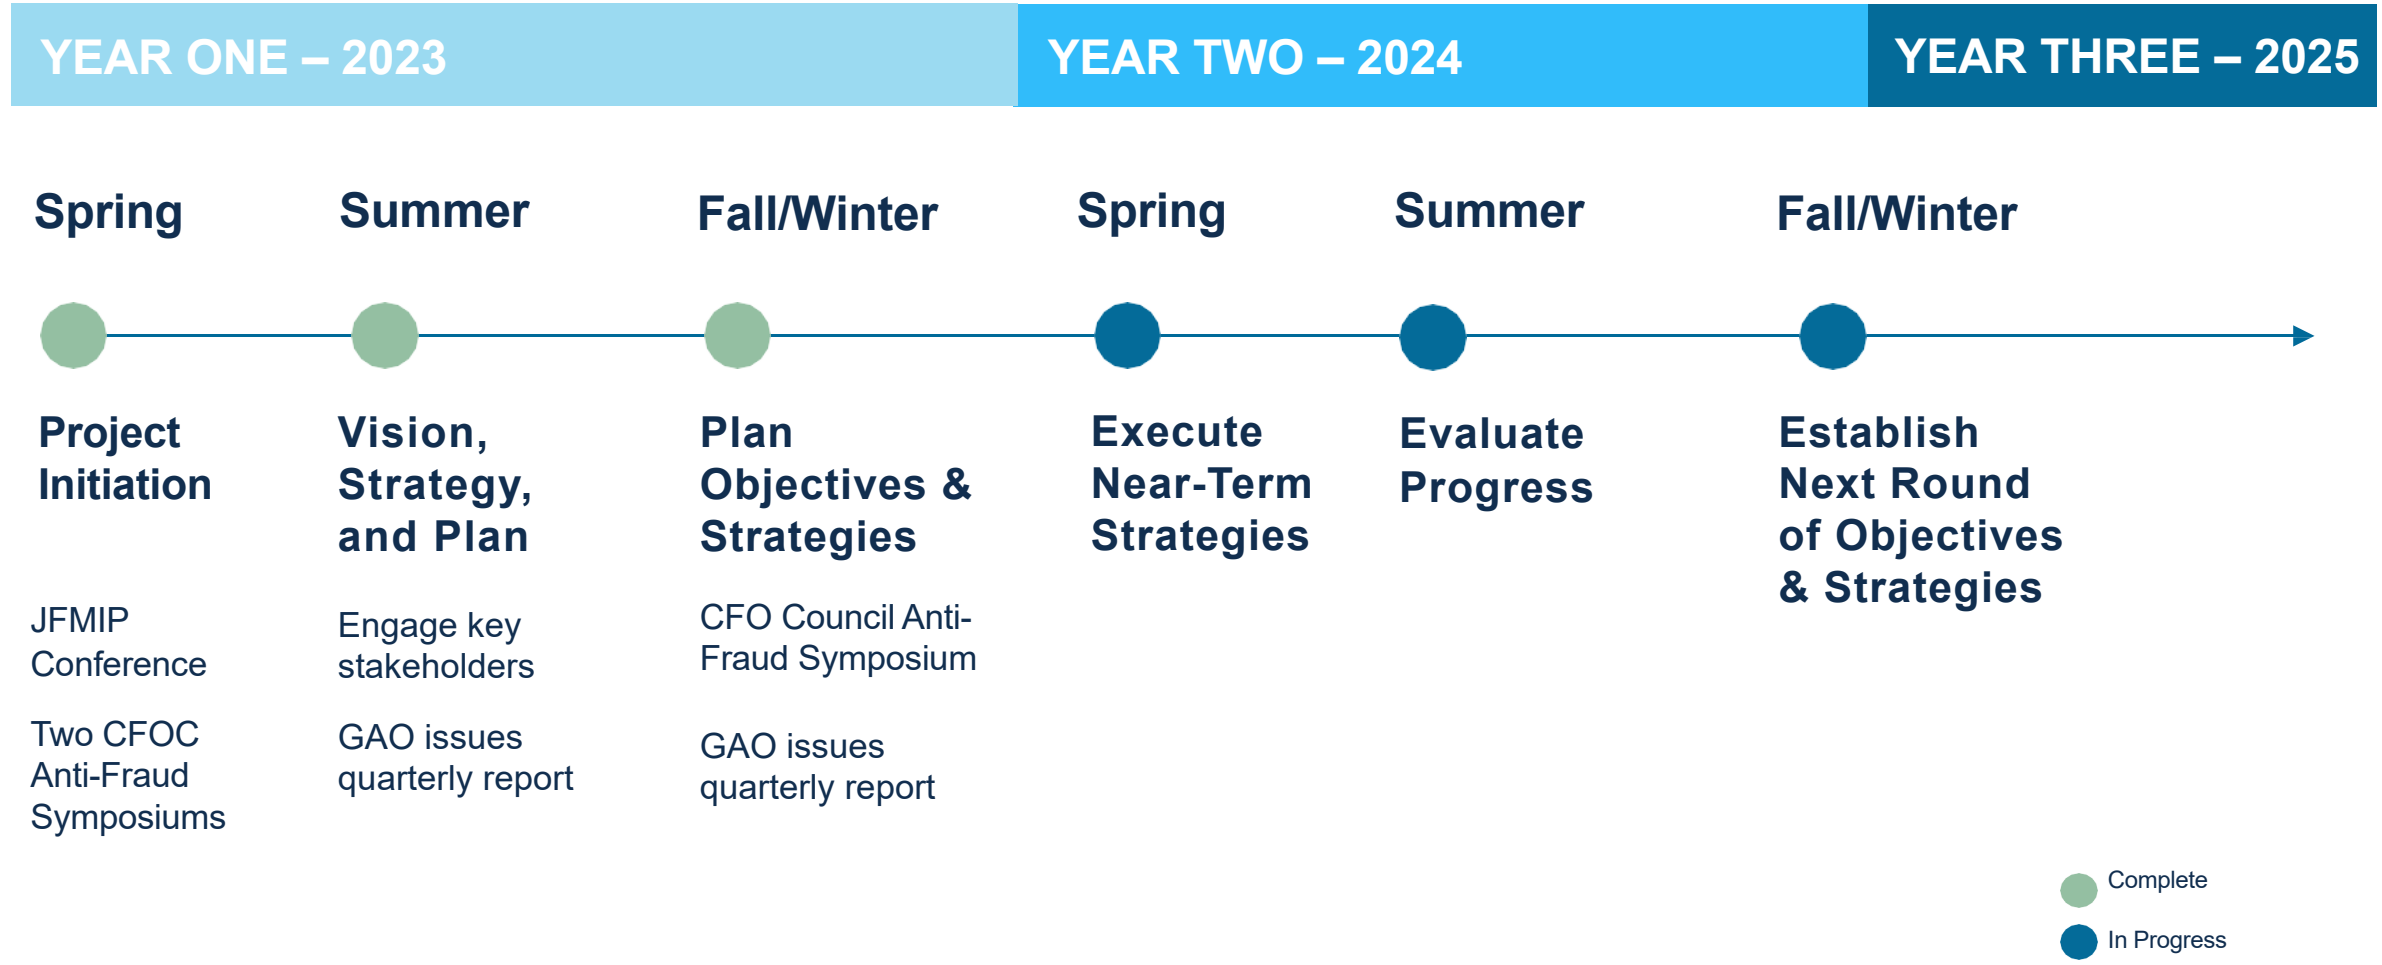 YEAR ONE – 2023
YEAR TWO – 2024
YEAR THREE – 2025
Spring
Summer
Fall/Winter
Spring
Summer
Fall/Winter
Project
Initiation
JFMIP
Conference
Two CFOC
Anti-Fraud
Symposiums
Vision,
Strategy,
and Plan
Engage key
stakeholders
GAO issues
quarterly report
Plan
Objectives &
Strategies
CFO Council Anti-
Fraud Symposium
GAO issues
quarterly report
Execute
Near-Term
Strategies
Evaluate
Progress
Establish
Next Round
of Objectives
& Strategies
Complete
In Progress